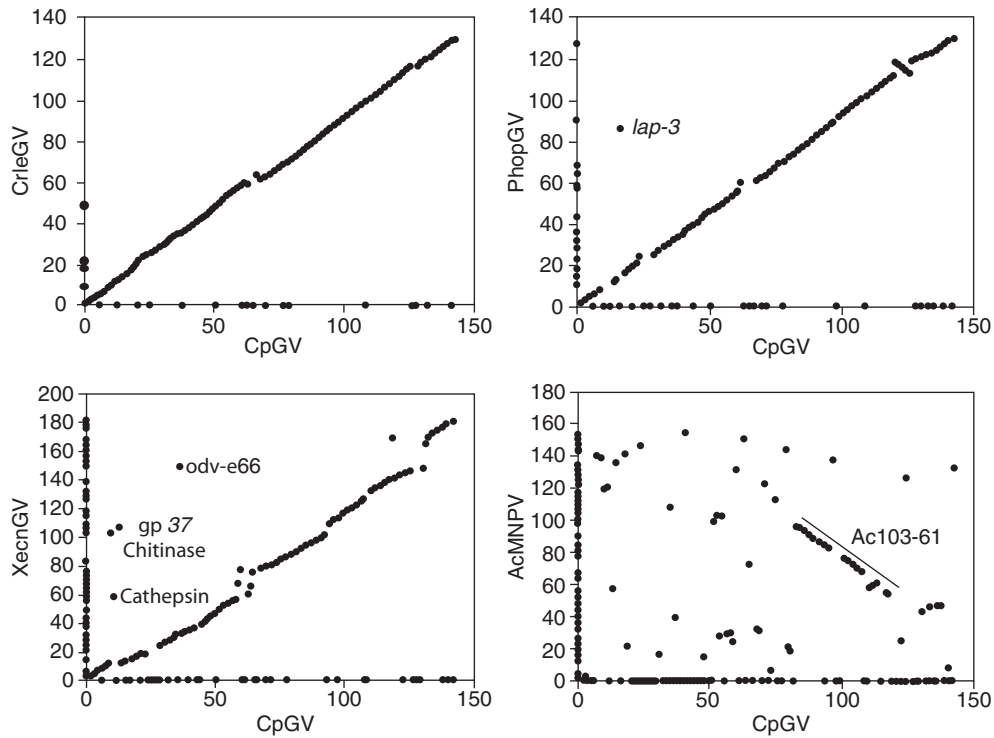 140
120
100
80
60
40
20
0
CrleGV
0 50 100 150
CpGV
140
120
100
80
60
40
20
0
PhopGV
lap-3
0 50 100 150
CpGV
200
180
160
140
120
100
80
60
40
20
0
XecnGV
odv-e66
gp 37
Chitinase
Cathepsin
0 50 100 150
CpGV
180
160
140
120
100
80
60
40
20
0
AcMNPV
Ac103-61
0 50 100 150
CpGV